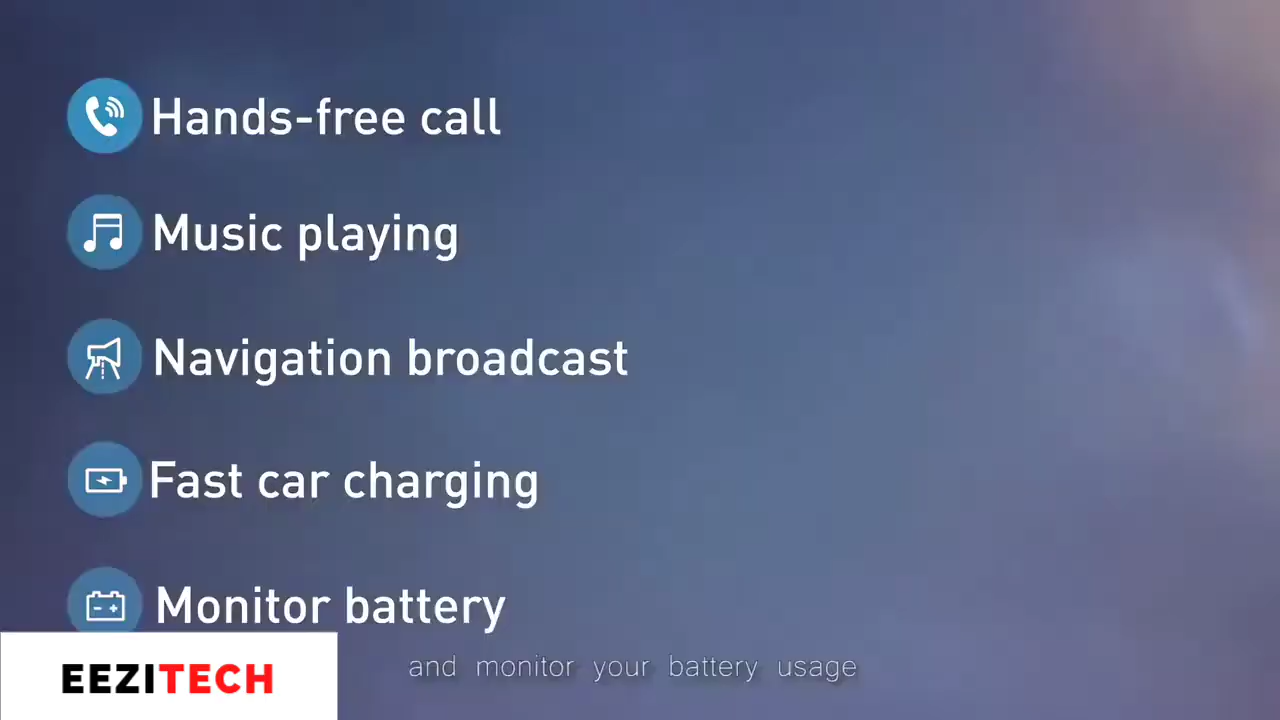 Hands-free call
Music playing
Navigation broadcast
Fast car charging
Monitor battery
and monitor your battery usage
EEZITECH